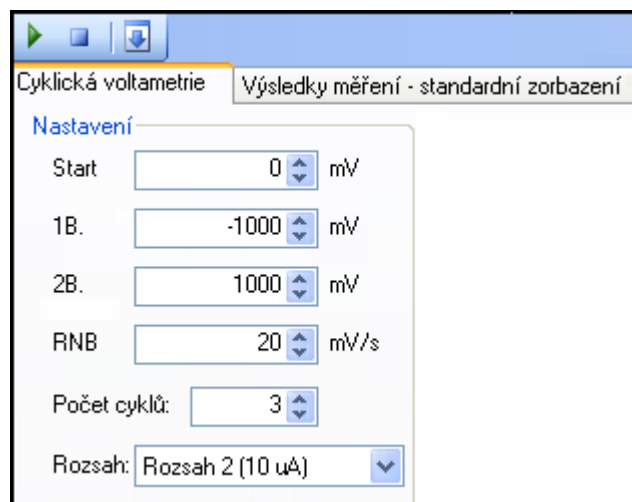 Cyklická voltametrie Výsledky měření - standardní zorbazení
Nastavení
Start 0 mV
1B. -1000 mV
2B. 1000 mV
RNB 20 mV/s
Počet cyklů: 3
Rozsah: Rozsah 2 (10 uA)